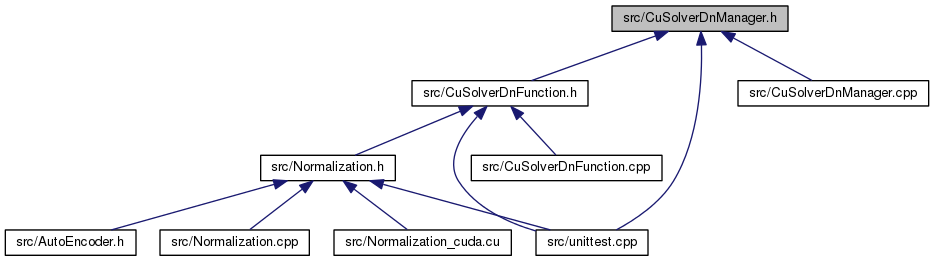 src/CuSolverDnManager.h
src/CuSolverDnFunction.h
src/CuSolverDnManager.cpp
src/Normalization.h
src/CuSolverDnFunction.cpp
src/AutoEncoder.h
src/Normalization.cpp
src/Normalization_cuda.cu
src/unittest.cpp